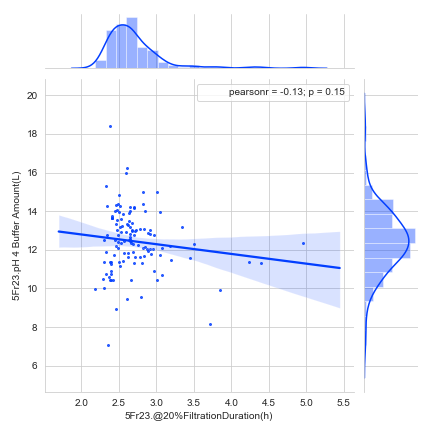 pearsonr = -0.13; p = 0.15
20
18
16
14
12
10
8
6
5Fr23.pH 4 Buffer Amount(L)
2.0 2.5 3.0 3.5 4.0 4.5 5.0 5.5
5Fr23.@20%FiltrationDuration(h)